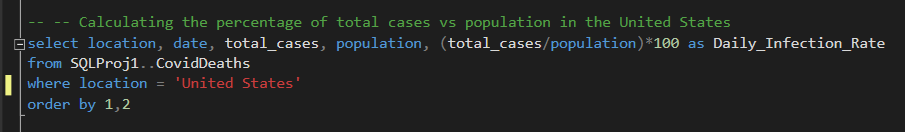 -- -- Calculating the percentage of total cases vs population in the United States
select location, date, total_cases, population, (total_cases/population)*100 as Daily_Infection_Rate
from SQLProj1..CovidDeaths
where location = 'United States'
order by 1,2